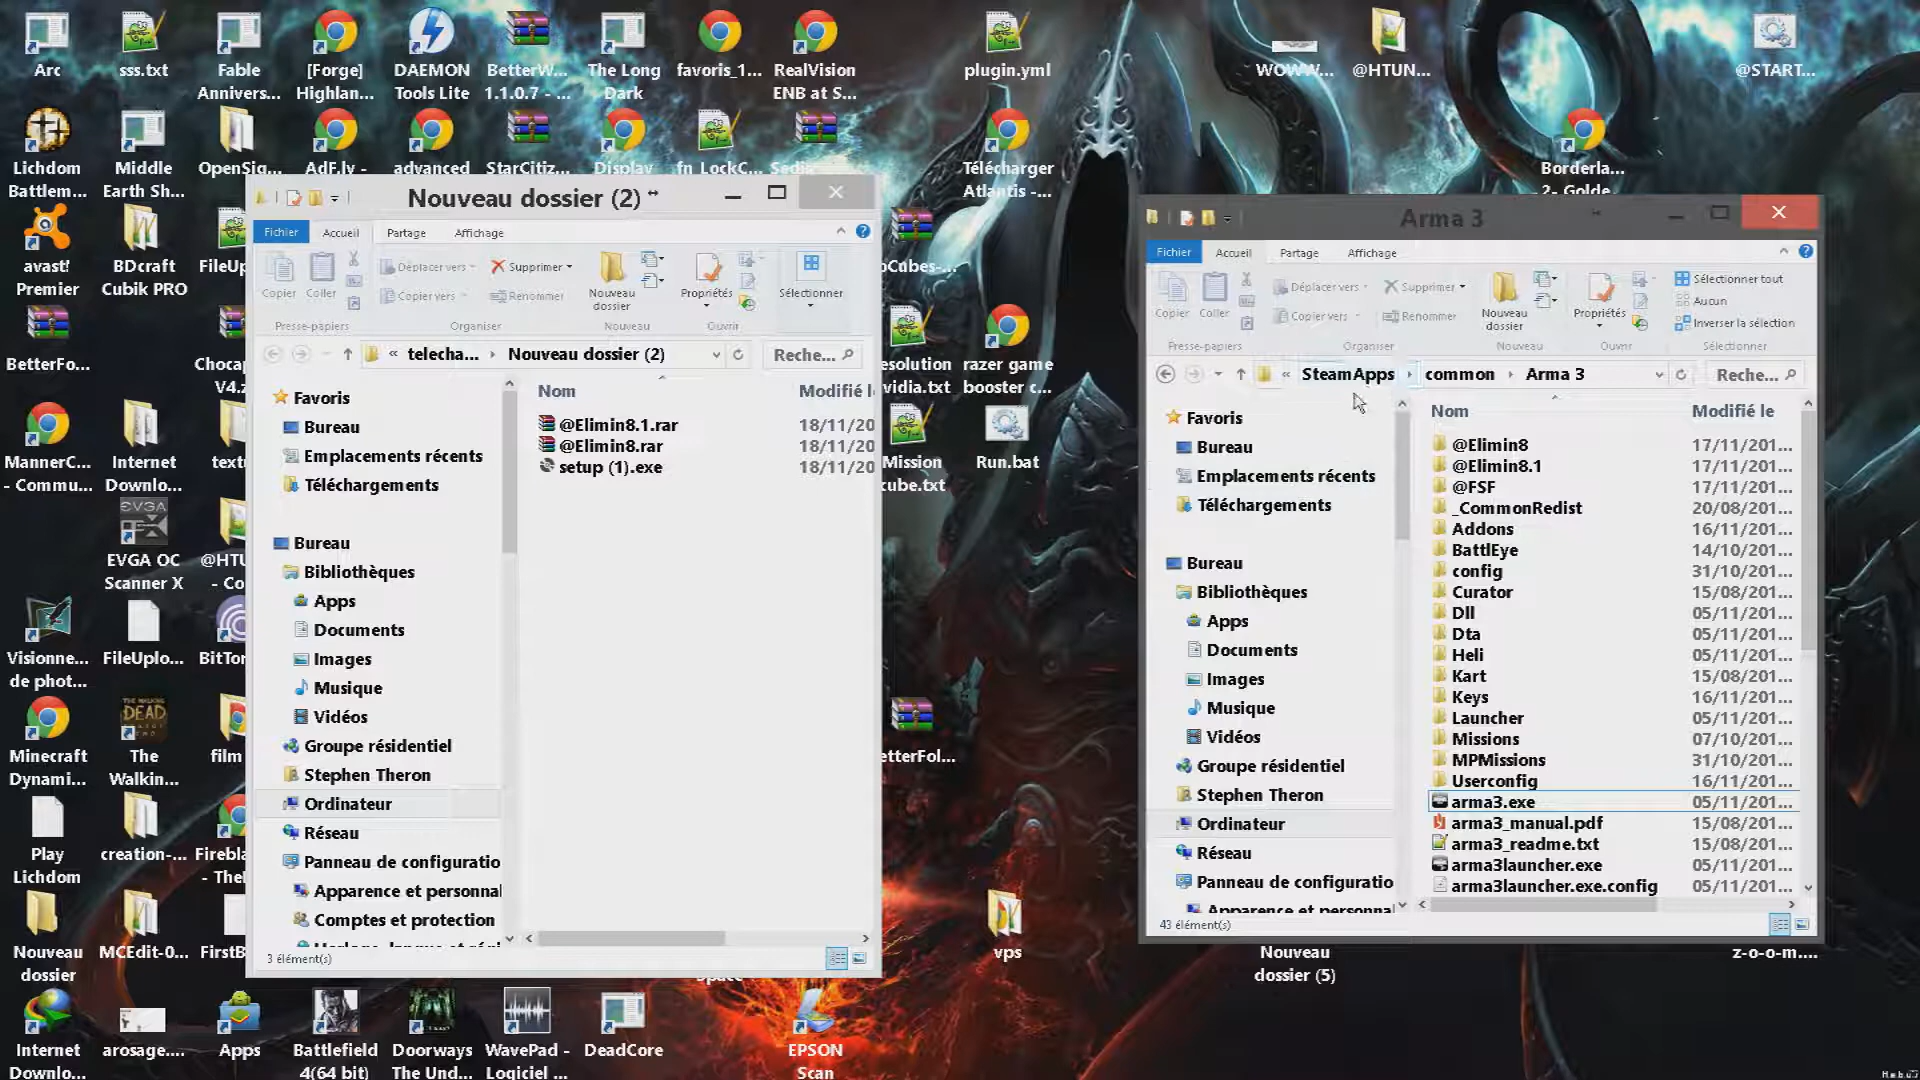 Arc
sss.txt
Fable
Annivers...
[Forge]
Highlan...
DAEMON
Tools Lite
BetterW...
1.1.0.7 - ...
The Long
Dark
favoris_1...
RealVision
ENB at S...
plugin.yml
WOWW...
@HTUN...
@START...
Lichdom
Battlem...
Middle
Earth Sh...
OpenSig...
AdF.ly -
advanced
StarCitiz...
Display
fn_LockC...
Télécharger
Atlantis -...
Borderla...
2- Golde
avast!
Premier
BDcraft
Cubik PRO
BetterFo...
Chocap
V4.z
MannerC...
- Commu...
Internet
Downlo...
EVGA
EVGA OC
Scanner X
Visionne...
de phot...
FileUplo...
BitTor
Minecraft
Dynami...
The
Walkin...
film
Play
Lichdom
creation-...
Firebla
Nouveau
dossier
MCEdit-0...
FirstB
Internet
Downlo...
arosage....
Apps
Battlefield
4(64 bit)
Doorways
The Und...
WavePad -
Logiciel ...
DeadCore
EPSON
Scan
oCubes-...
esolution
vidia.txt
razer game
booster c...
Mission
cube.txt
Run.bat
etterFol...
vps
Nouveau
dossier (5)
z-o-o-m....
Nouveau dossier (2)
Fichier
Accueil
Partage
Affichage
Copier
Coller
Déplacer vers
Copier vers
Supprimer
Renommer
Nouveau
dossier
Propriétés
Sélectionner
Presse-papiers
Organiser
Nouveau
Ouvrir
« telecha... › Nouveau dossier (2)
Reche...
Nom
Modifié l
@Elimin8.1.rar 18/11/20
@Elimin8.rar 18/11/20
setup (1).exe 18/11/20
Favoris
Bureau
Emplacements récents
Téléchargements
Bureau
Bibliothèques
Apps
Documents
Images
Musique
Vidéos
Groupe résidentiel
Stephen Theron
Ordinateur
Réseau
Panneau de configuratio
Apparence et personnal
Comptes et protection
3 élément(s)
Arma 3
Fichier
Accueil
Partage
Affichage
Copier
Coller
Déplacer vers
Copier vers
Supprimer
Renommer
Nouveau
dossier
Propriétés
Sélectionner tout
Aucun
Inverser la sélection
Presse-papiers
Organiser
Nouveau
Ouvrir
Sélectionner
« SteamApps › common › Arma 3
Reche...
Favoris
Bureau
Emplacements récents
Téléchargements
Bureau
Bibliothèques
Apps
Documents
Images
Musique
Vidéos
Groupe résidentiel
Stephen Theron
Ordinateur
Réseau
Panneau de configuratio
Apparence et personnal
Nom Modifié le
@Elimin8 17/11/201...
@Elimin8.1 17/11/201...
@FSF 17/11/201...
_CommonRedist 20/08/201...
Addons 16/11/201...
BattlEye 14/10/201...
config 31/10/201...
Curator 15/08/201...
Dll 05/11/201...
Dta 05/11/201...
Heli 05/11/201...
Kart 15/08/201...
Keys 16/11/201...
Launcher 05/11/201...
Missions 07/10/201...
MPMissions 31/10/201...
Userconfig 16/11/201...
arma3.exe 05/11/201...
arma3_manual.pdf 15/08/201...
arma3_readme.txt 15/08/201...
arma3launcher.exe 05/11/201...
arma3launcher.exe.config 05/11/201...
43 élément(s)